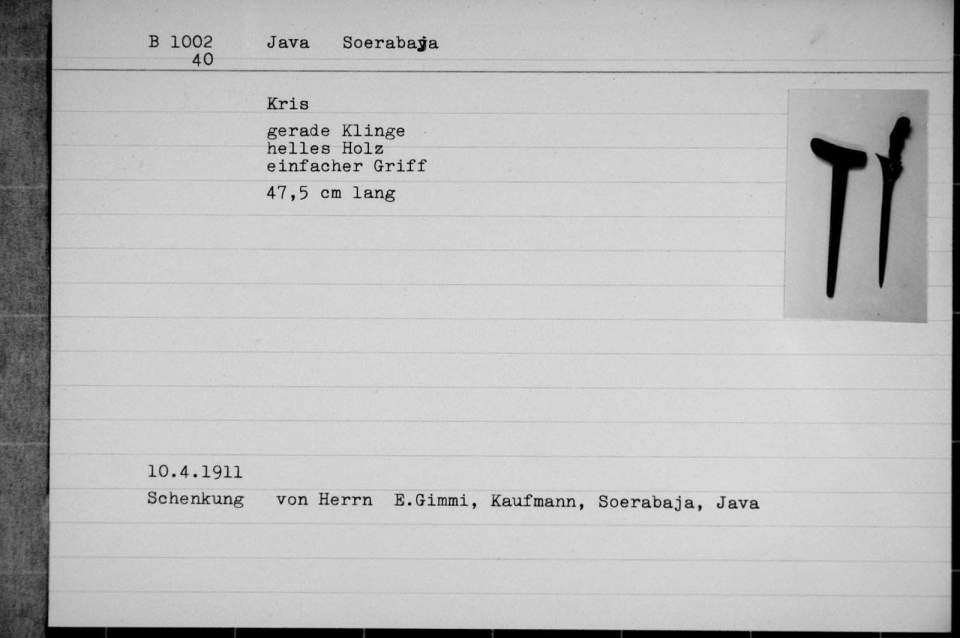 B 1002 Java Soerabaja
40
Kris
gerade Klinge
helles Holz
einfacher Griff
47,5 cm lang
10.4.1911
Schenkung von Herrn E.Gimmi, Kaufmann, Soerabaja, Java